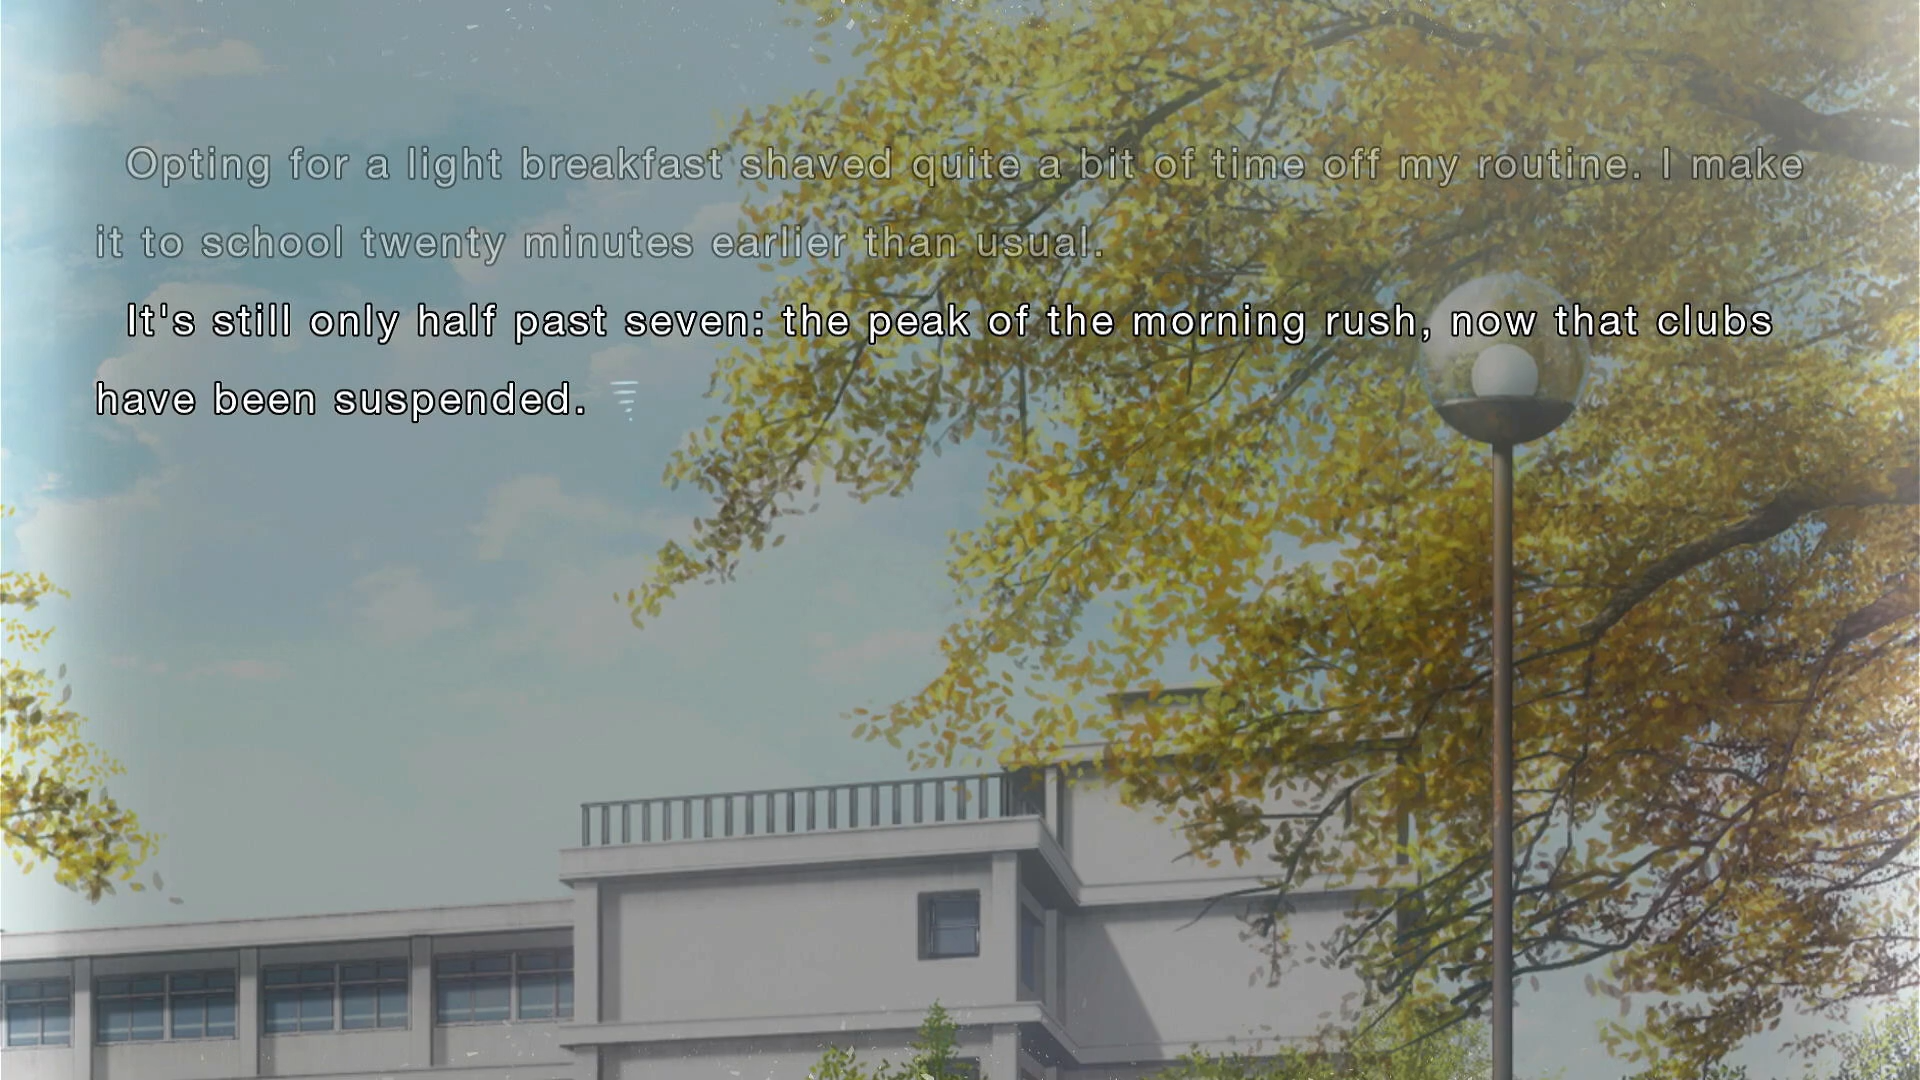 Opting for a light breakfast shaved quite a bit of time off my routine. I make
it to school twenty minutes earlier than usual.
It's still only half past seven: the peak of the morning rush, now that clubs
have been suspended.